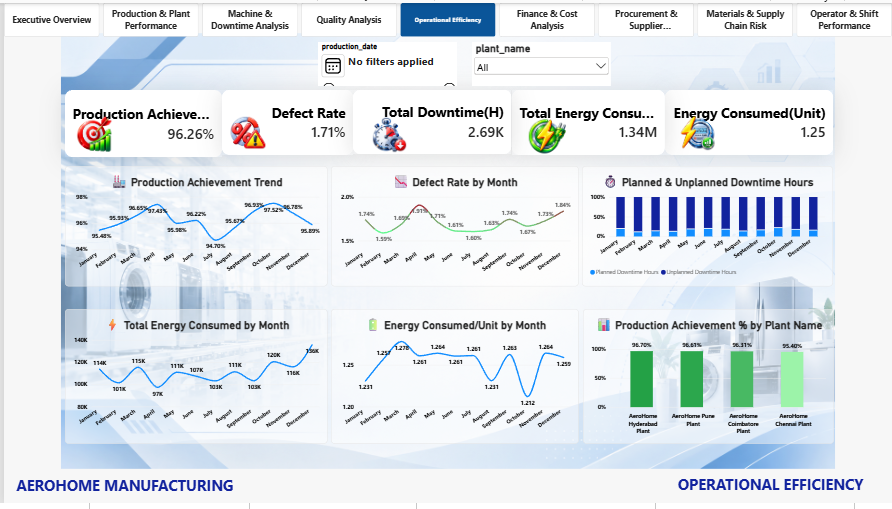 Executive Overview
Production & Plant
Performance
Machine &
Downtime Analysis
Quality Analysis
Operational Efficiency
Finance & Cost
Analysis
Procurement &
Supplier...
Materials & Supply
Chain Risk
Operator & Shift
Performance
production_date
No filters applied
plant_name
All
Production Achieve...
96.26%
Defect Rate
1.71%
Total Downtime(H)
2.69K
Total Energy Consu...
1.34M
Energy Consumed(Unit)
1.25
Production Achievement Trend
98%
96%
94%
95.48%
95.93%
96.65%
97.43%
95.98%
96.22%
94.70%
95.67%
96.93%
97.52%
96.78%
95.89%
January
February
March
April
May
June
July
August
September
October
November
December
Defect Rate by Month
2.0%
1.5%
1.74%
1.59%
1.69%
1.91%
1.71%
1.61%
1.60%
1.63%
1.74%
1.67%
1.73%
1.84%
January
February
March
April
May
June
July
August
September
October
November
December
Planned & Unplanned Downtime Hours
100%
50%
0%
January
February
March
April
May
June
July
August
September
October
November
December
Planned Downtime Hours
Unplanned Downtime Hours
Total Energy Consumed by Month
140K
120K
100K
80K
114K
101K
115K
97K
111K
107K
103K
111K
103K
120K
116K
136K
January
February
March
April
May
June
July
August
September
October
November
December
Energy Consumed/Unit by Month
1.25
1.20
1.231
1.278
1.261
1.264
1.261
1.261
1.231
1.263
1.212
1.264
1.259
January
February
March
April
May
June
July
August
September
October
November
December
Production Achievement % by Plant Name
100%
50%
0%
96.70%
96.61%
96.31%
95.40%
AeroHome
Hyderabad
Plant
AeroHome Pune
Plant
AeroHome
Coimbatore
Plant
AeroHome
Chennai Plant
AEROHOME MANUFACTURING
OPERATIONAL EFFICIENCY